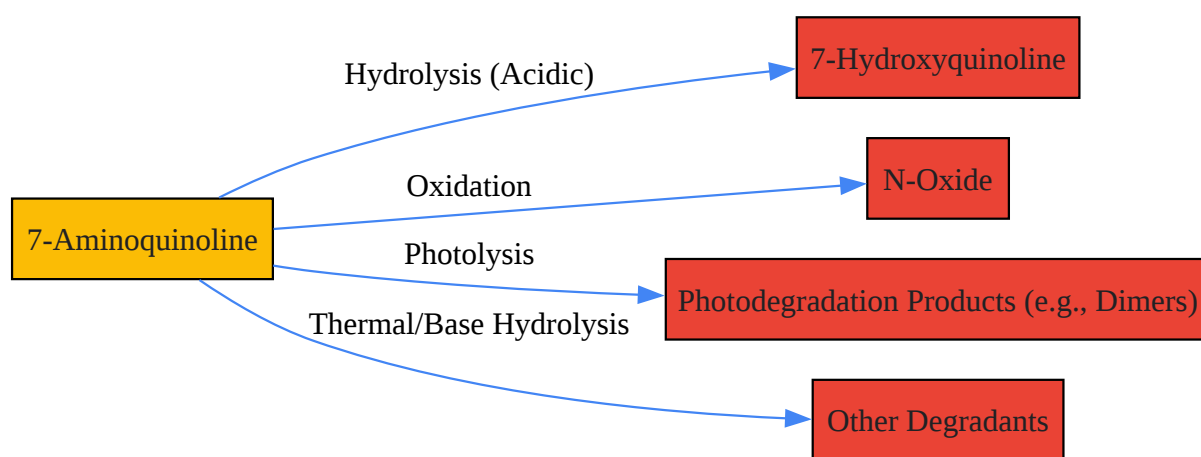 7-Hydroxyquinoline
Hydrolysis (Acidic)
N-Oxide
Oxidation
7-Aminoquinoline
Photolysis
Photodegradation Products (e.g., Dimers)
Thermal/Base Hydrolysis
Other Degradants